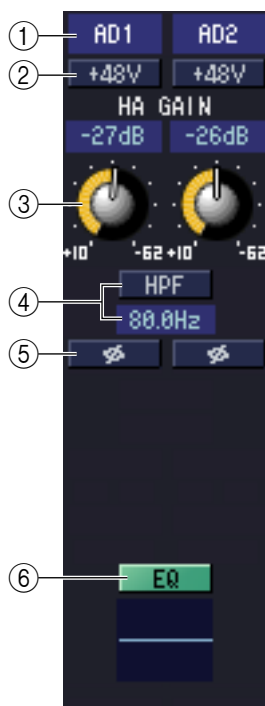 ① AD1 AD2
② +48V +48V
HA GAIN
-27dB -26dB
③
+10 -62 +10 -62
④ HPF
80.0Hz
⑤ ø ø
⑥ EQ